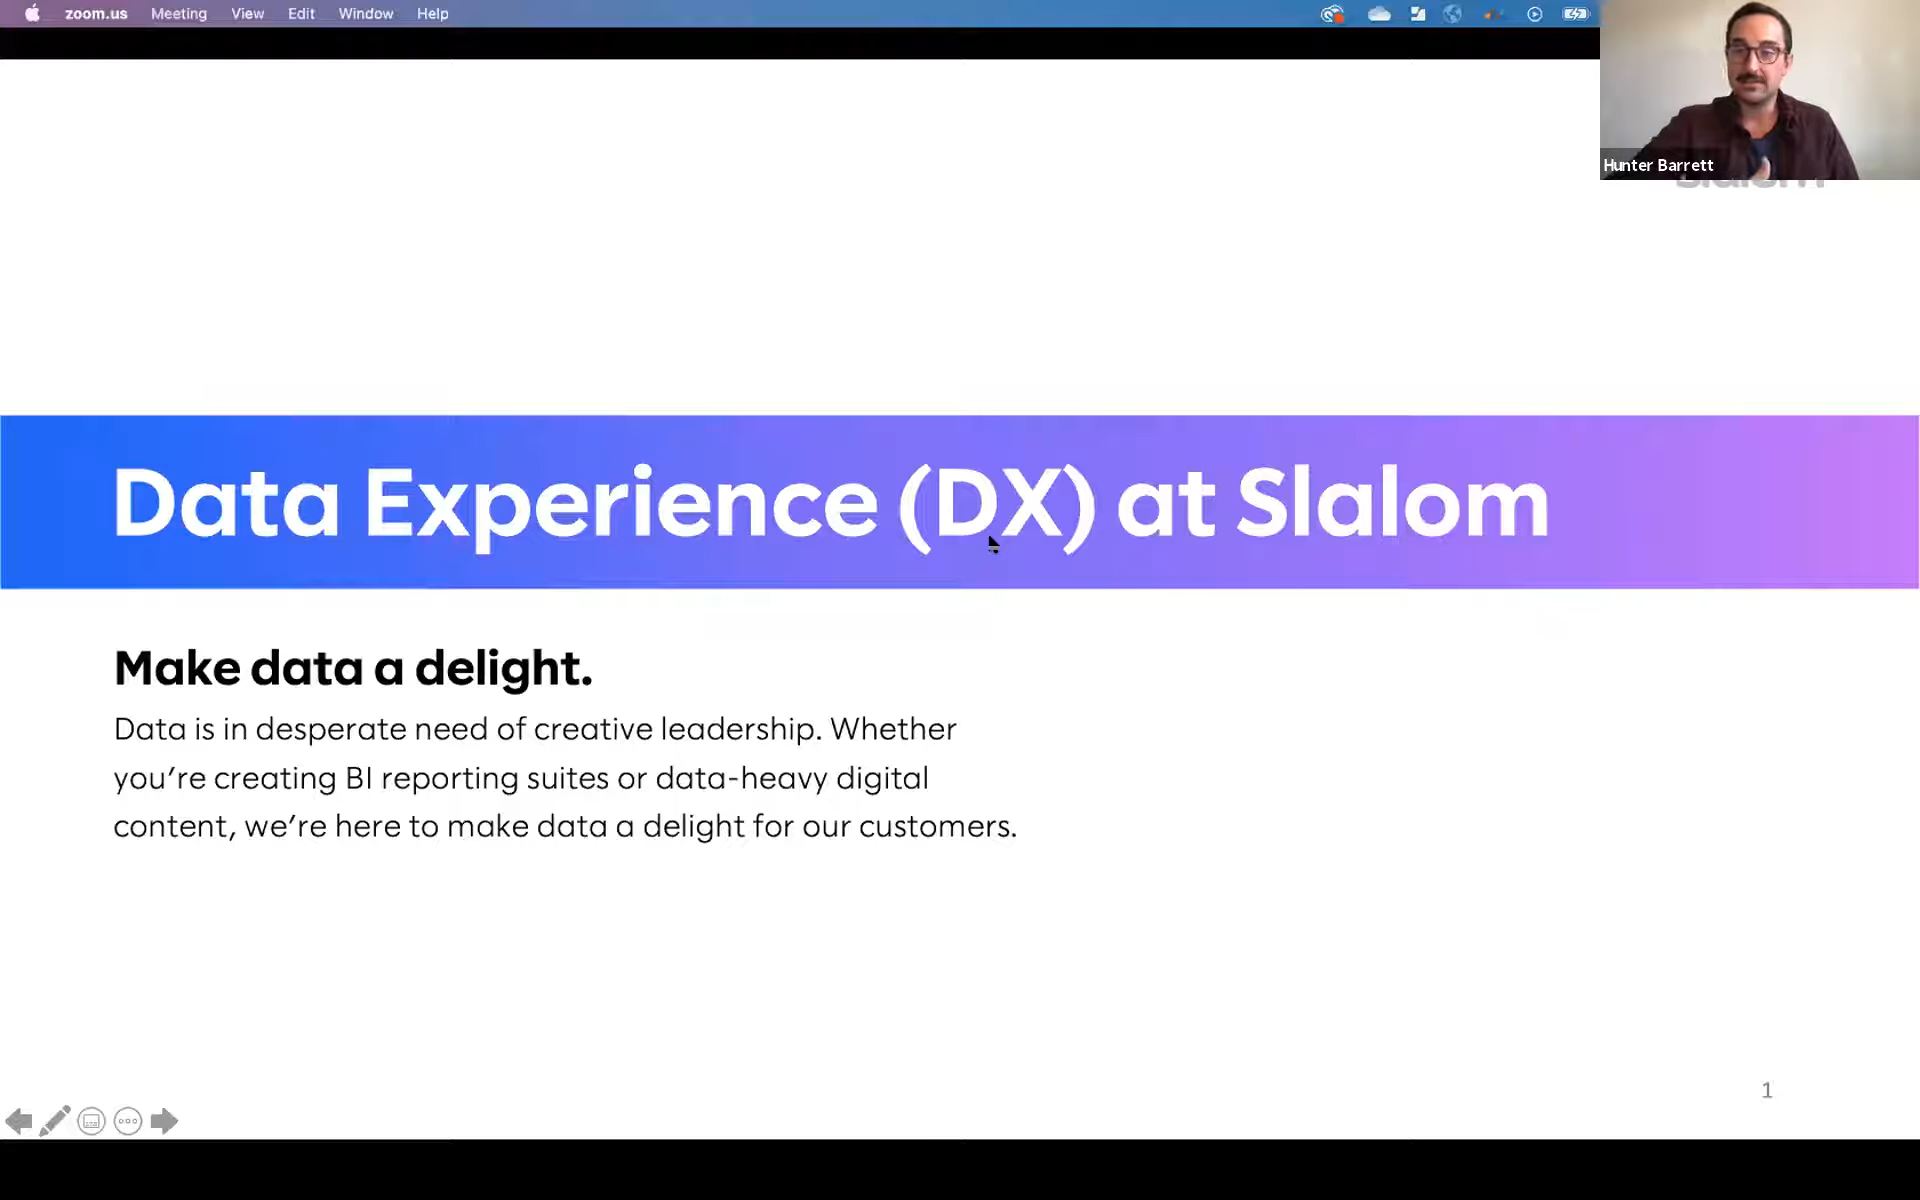 zoom.us Meeting View Edit Window Help
Hunter Barrett
Data Experience (DX) at Slalom
Make data a delight.
Data is in desperate need of creative leadership. Whether
you’re creating BI reporting suites or data-heavy digital
content, we’re here to make data a delight for our customers.
1